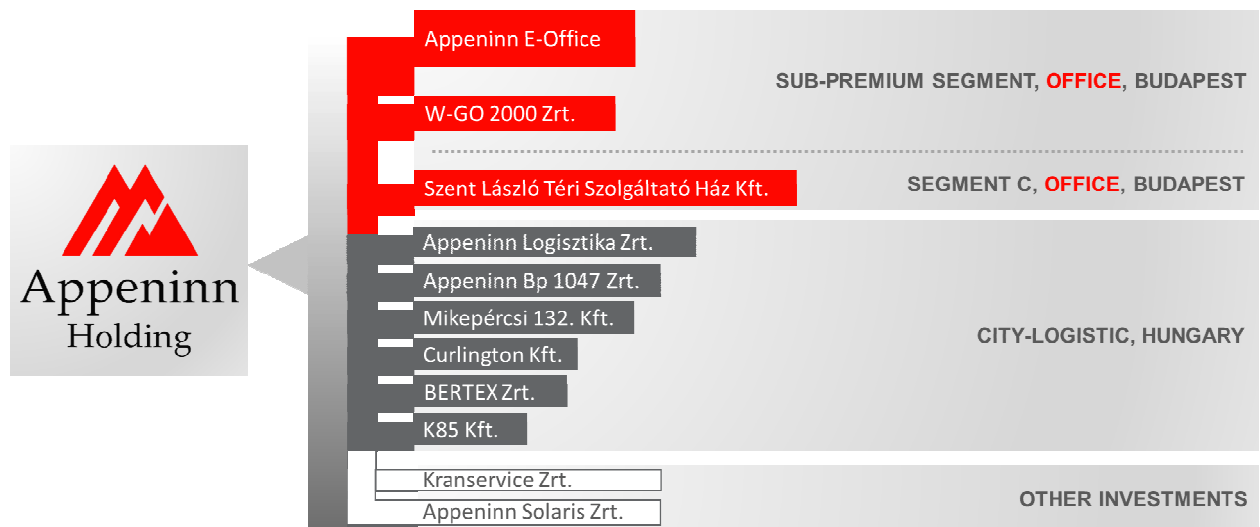 Appeninn
Holding
Appeninn E-Office
W-GO 2000 Zrt.
SUB-PREMIUM SEGMENT, OFFICE, BUDAPEST
Szent László Téri Szolgáltató Ház Kft.
SEGMENT C, OFFICE, BUDAPEST
Appeninn Logisztika Zrt.
Appeninn Bp 1047 Zrt.
Mikepércsi 132. Kft.
Curlington Kft.
BERTEX Zrt.
K85 Kft.
CITY-LOGISTIC, HUNGARY
Kranservice Zrt.
Appeninn Solaris Zrt.
OTHER INVESTMENTS